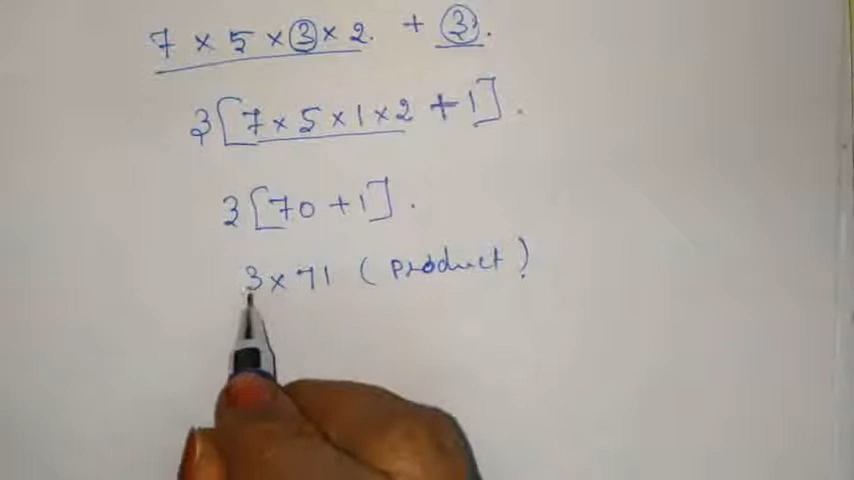 7 × 5 × 3 × 2. + 3.
3[7 × 5 × 1 × 2 + 1].
3[70 + 1].
3 × 71 (Product)